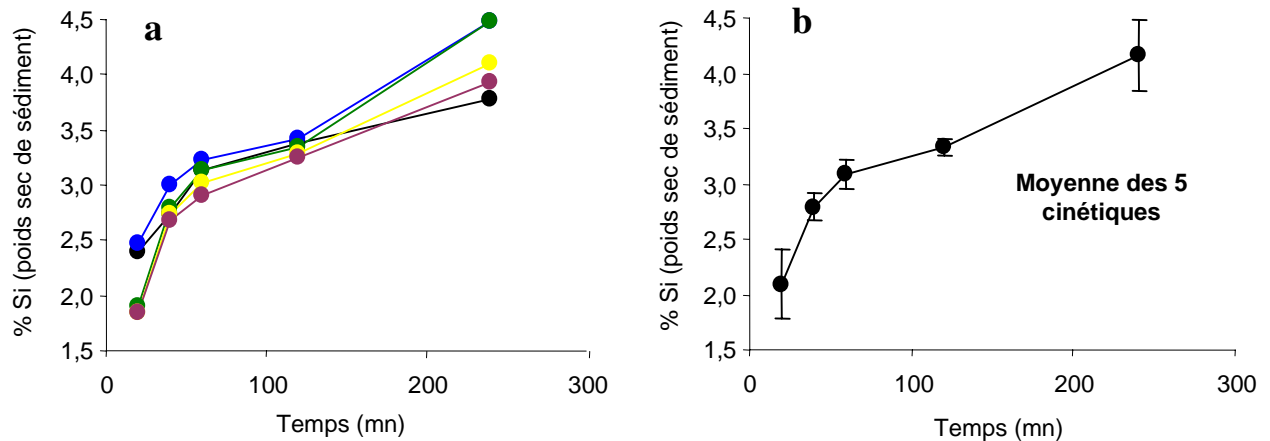 a
% Si (poids sec de sédiment)
4,5
4,0
3,5
3,0
2,5
2,0
1,5
0
100
200
300
Temps (mn)
b
% Si (poids sec de sédiment)
4,5
4,0
3,5
3,0
2,5
2,0
1,5
0
100
200
300
Temps (mn)
Moyenne des 5
cinétiques